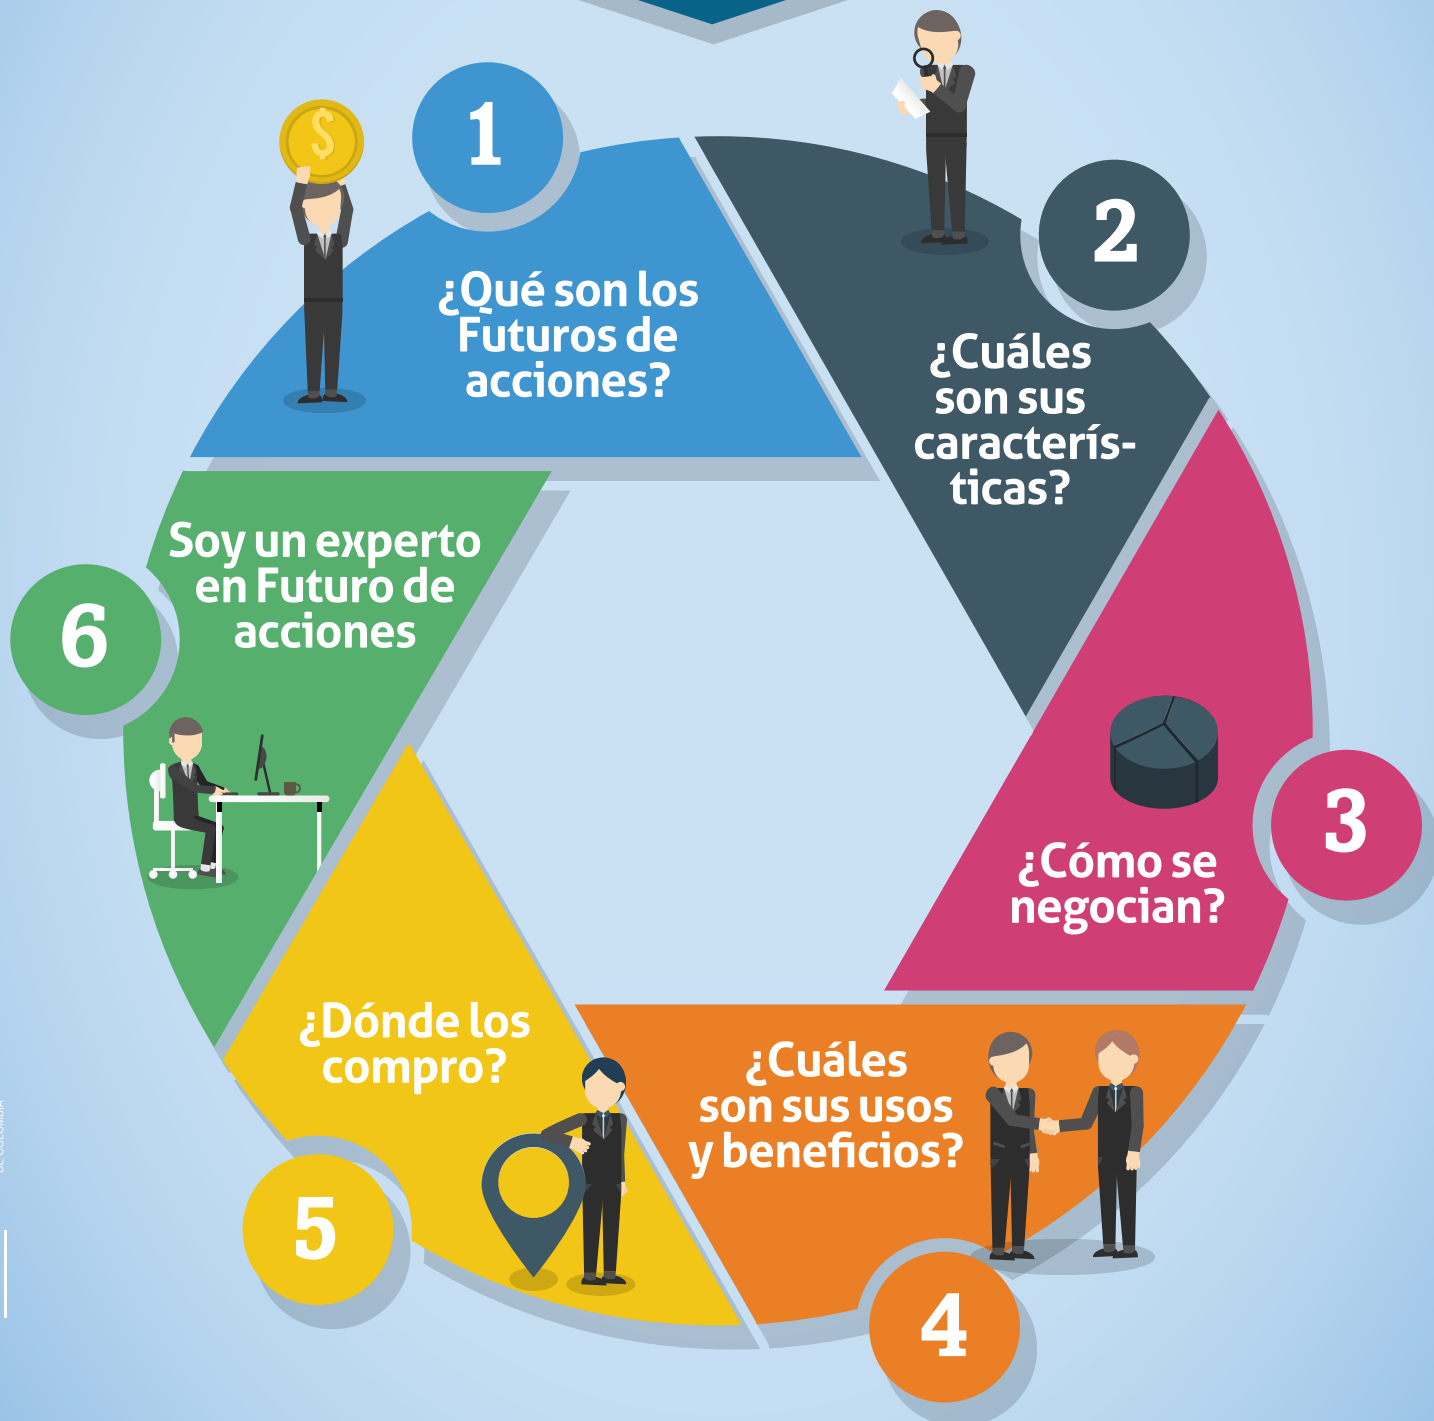 1
¿Qué son los
Futuros de
acciones?
2
¿Cuáles
son sus
caracterís-
ticas?
3
¿Cómo se
negocian?
4
¿Cuáles
son sus usos
y beneficios?
5
¿Dónde los
compro?
6
Soy un experto
en Futuro de
acciones